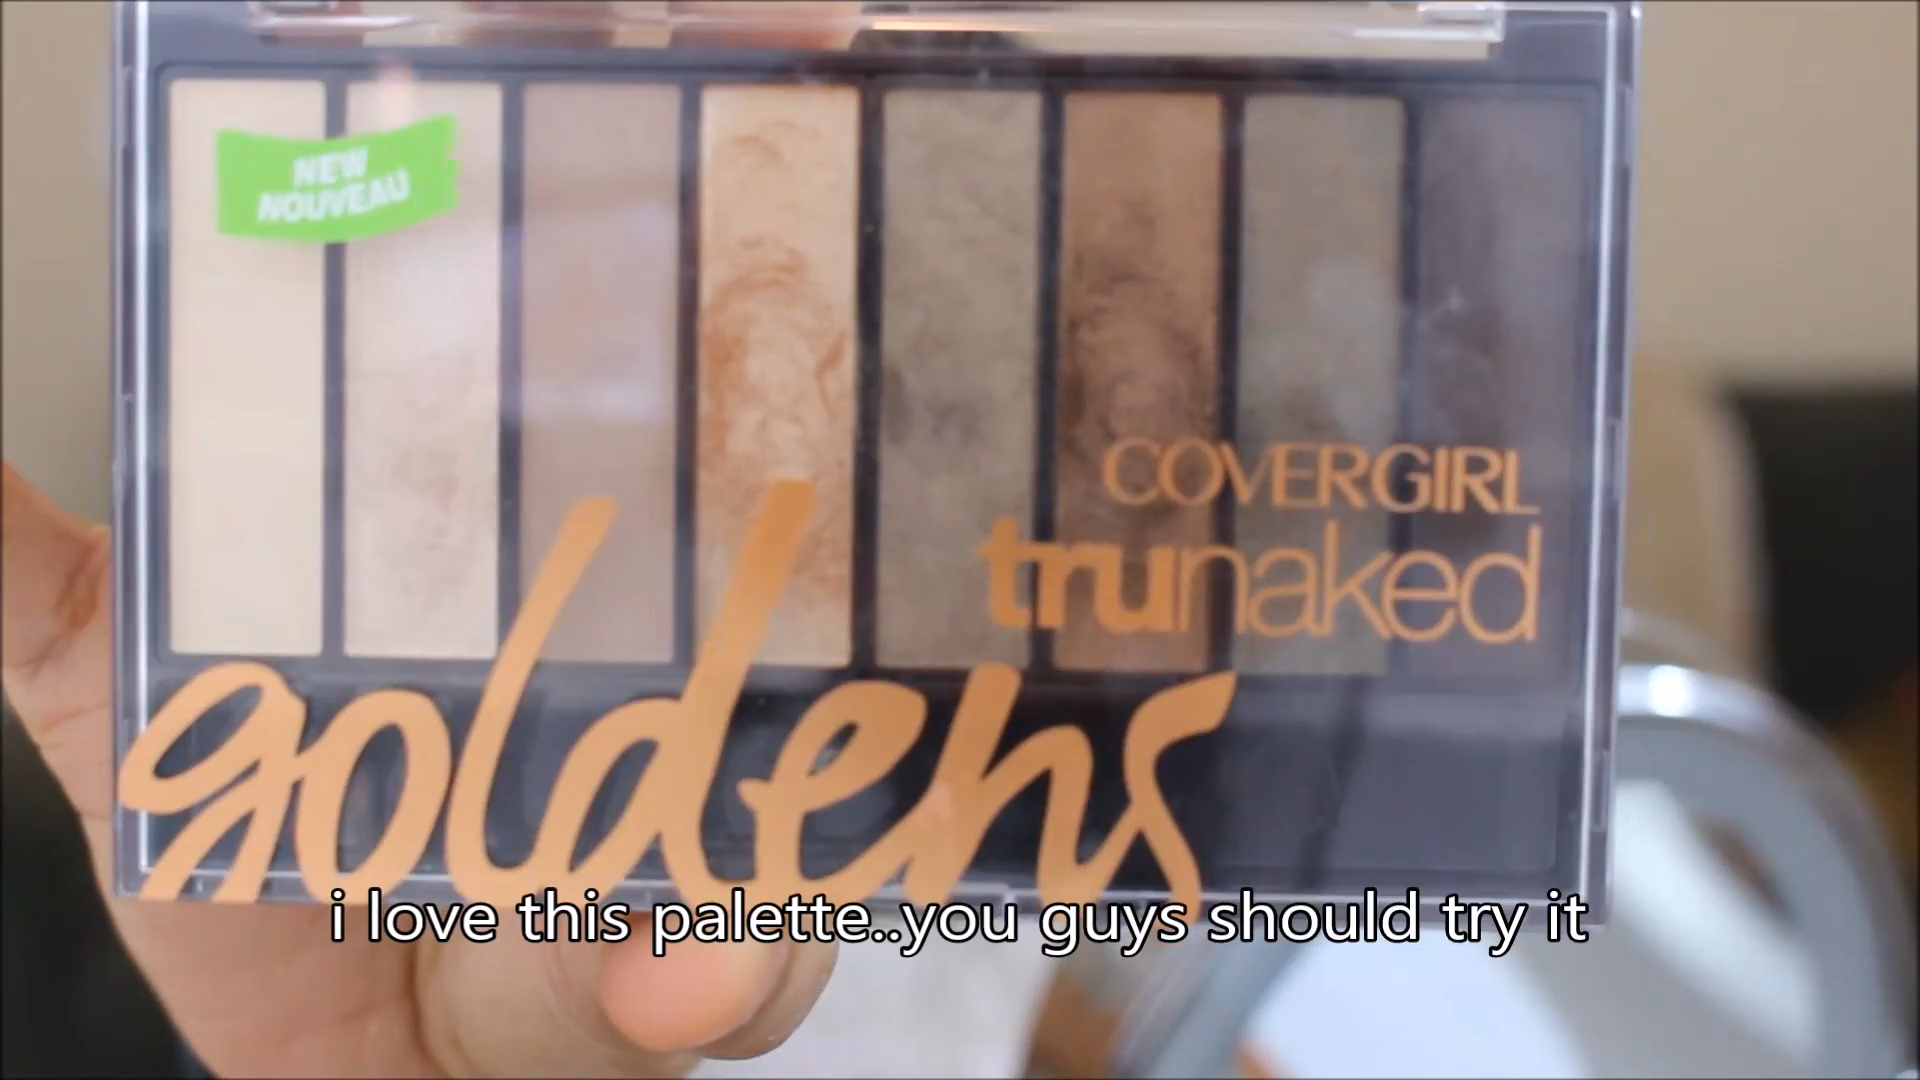 NEW
NOUVEAU
COVERGIRL
trunaked
goldens
i love this palette..you guys should try it